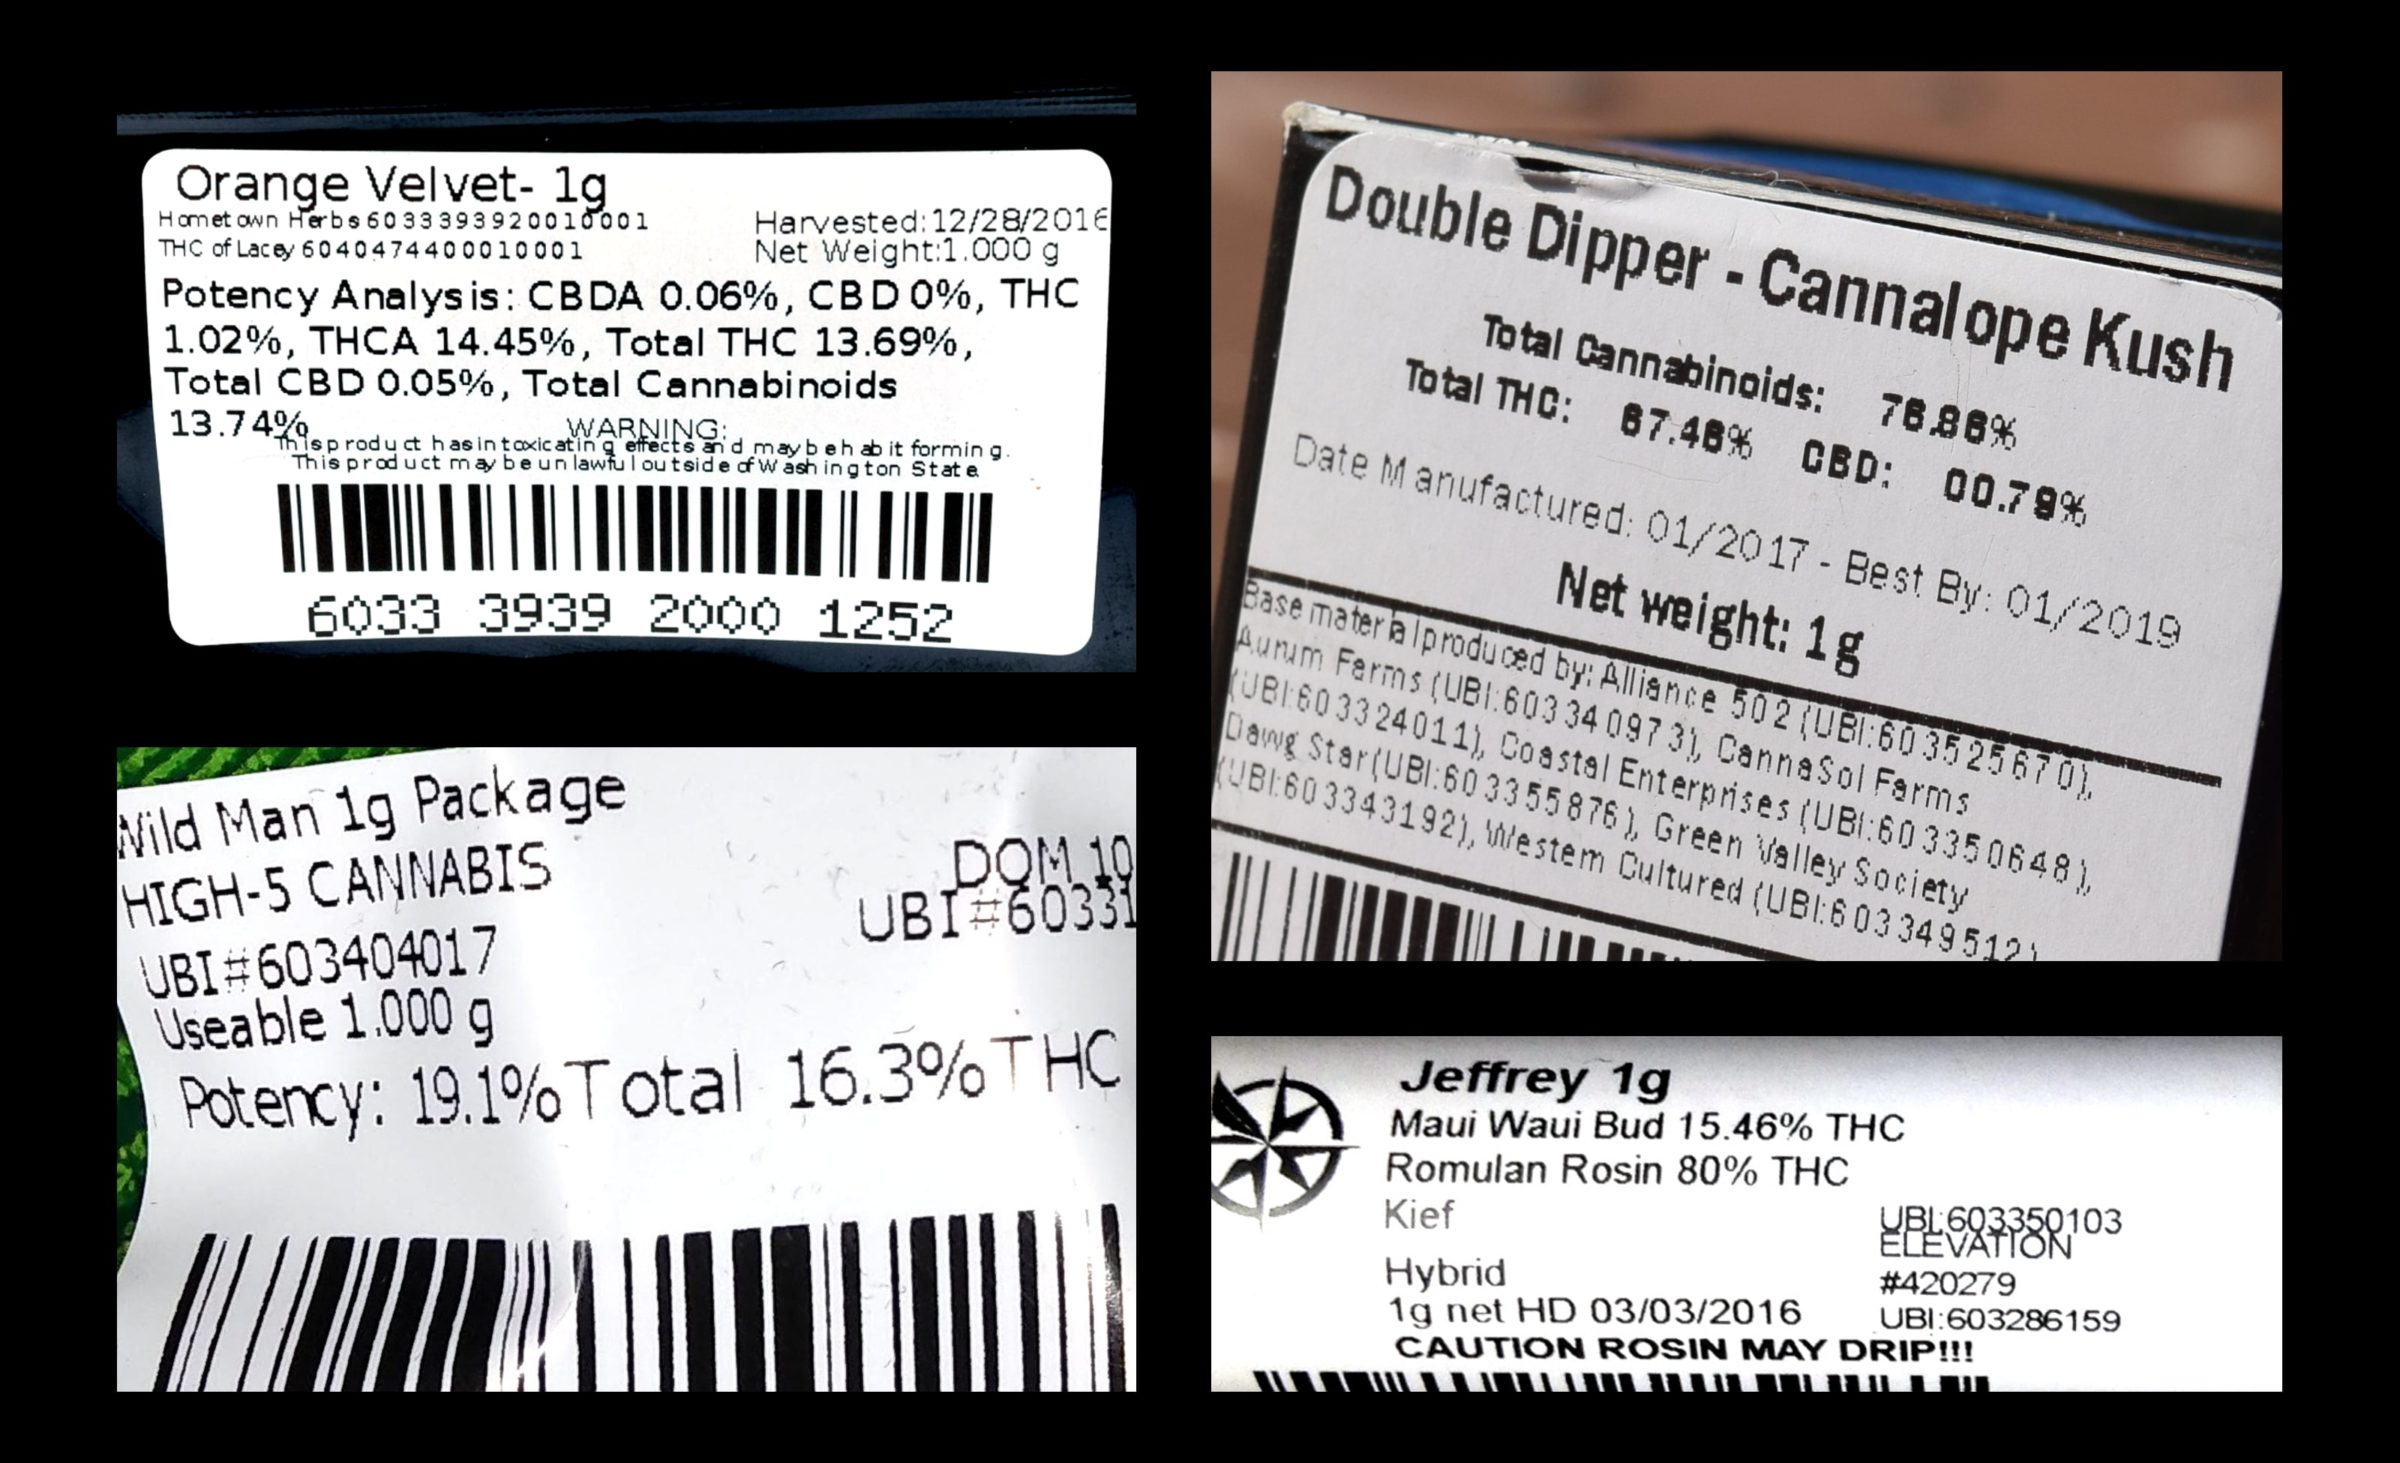 Orange Velvet- 1g
Hometown Herbs 6033393920010001
THC of Lacey 6040474400010001
Harvested:12/28/2016
Net Weight:1.000 g
Potency Analysis: CBDA 0.06%, CBD 0%, THC
1.02%, THCA 14.45%, Total THC 13.69%,
Total CBD 0.05%, Total Cannabinoids
13.74%
WARNING:
This product has intoxicating effects and may be habit forming.
This product may be unlawful outside of Washington State.
6033 3939 2000 1252
Wild Man 1g Package
HIGH-5 CANNABIS
UBI#603404017
Useable 1.000 g
DOM 10
UBI#60331
Potency: 19.1%Total 16.3%THC
Double Dipper - Cannalope Kush
Total Cannabinoids: 76.86%
Total THC: 67.46% CBD: 00.79%
Date Manufactured: 01/2017 - Best By: 01/2019
Net weight: 1g
Base material produced by: Alliance 502 (UBI:603525670),
Aurum Farms (UBI:603340973), CannaSol Farms
(UBI:603324011), Coastal Enterprises (UBI:603350648),
Dawg Star(UBI:603355876), Green Valley Society
(UBI:603343192), Western Cultured (UBI:603349512)
Jeffrey 1g
Maui Waui Bud 15.46% THC
Romulan Rosin 80% THC
Kief
Hybrid
1g net HD 03/03/2016
UBI:603350103
ELEVATION
#420279
UBI:603286159
CAUTION ROSIN MAY DRIP!!!